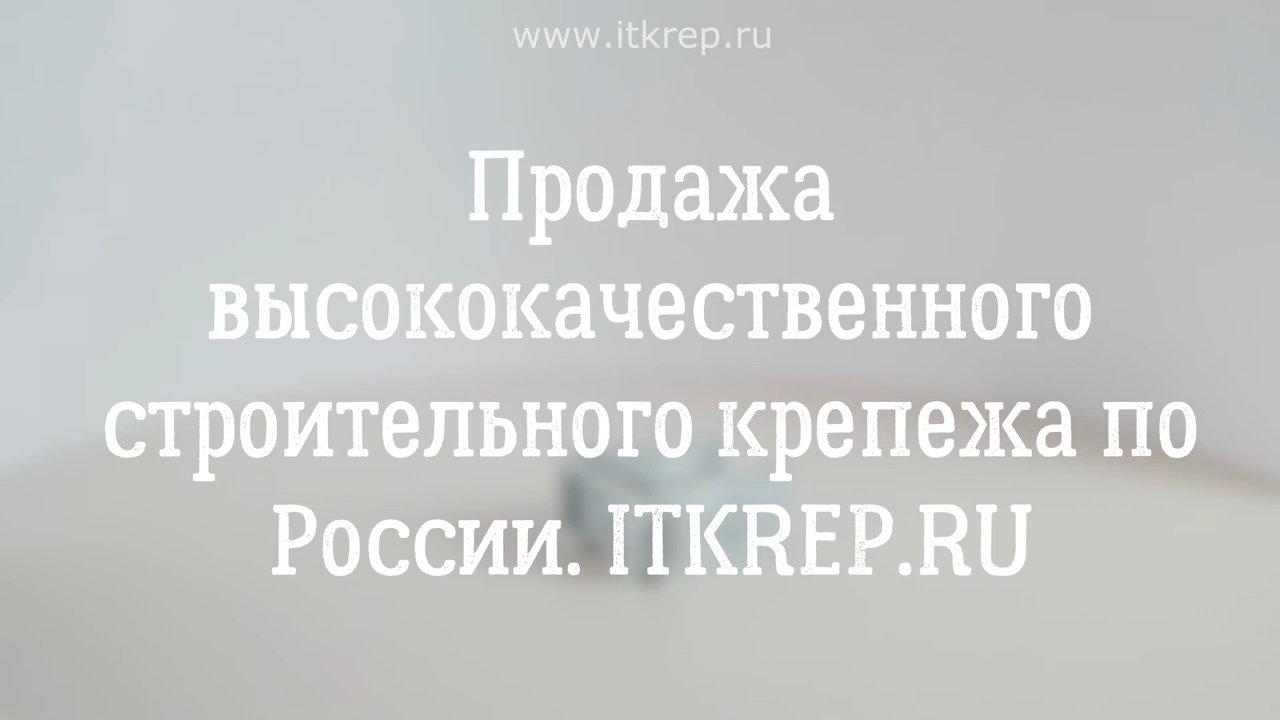 www.itkrep.ru
Продажа
высококачественного
строительного крепежа по
России. ITKREP.RU